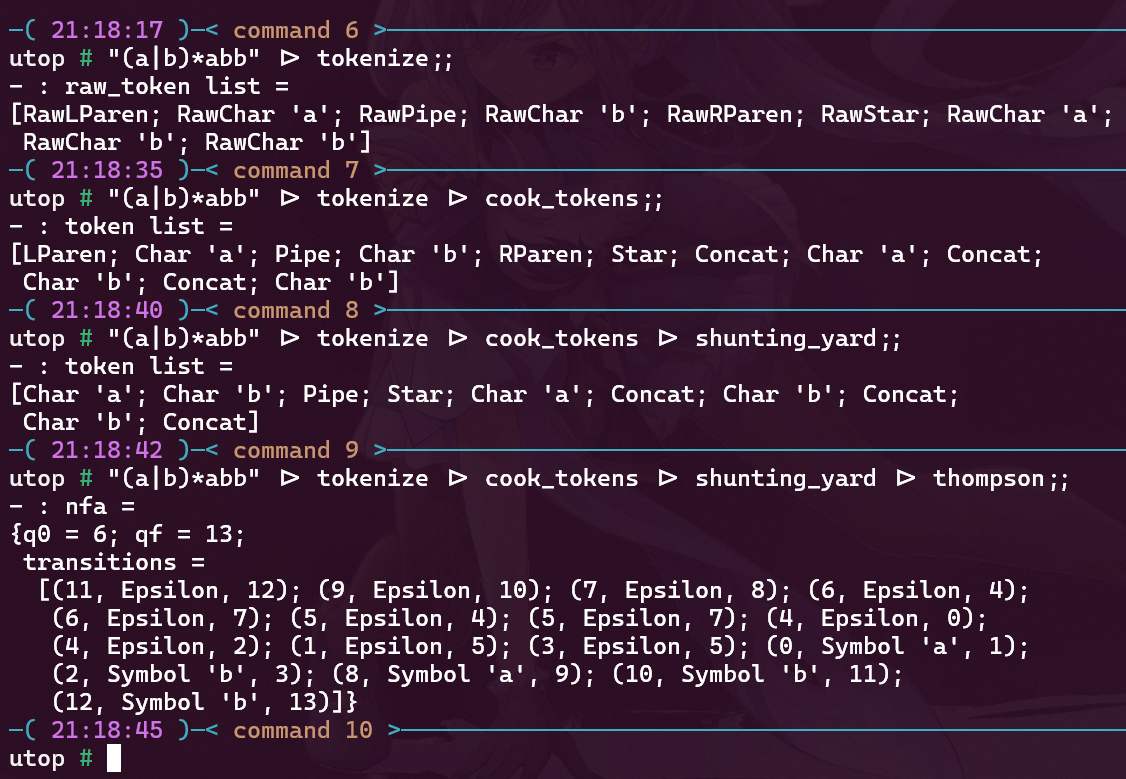 ─( 21:18:17 )─< command 6 >─
utop # "(a|b)*abb" |> tokenize;;
- : raw_token list =
[RawLParen; RawChar 'a'; RawPipe; RawChar 'b'; RawRParen; RawStar; RawChar 'a';
 RawChar 'b'; RawChar 'b']
─( 21:18:35 )─< command 7 >─
utop # "(a|b)*abb" |> tokenize |> cook_tokens;;
- : token list =
[LParen; Char 'a'; Pipe; Char 'b'; RParen; Star; Concat; Char 'a'; Concat;
 Char 'b'; Concat; Char 'b']
─( 21:18:40 )─< command 8 >─
utop # "(a|b)*abb" |> tokenize |> cook_tokens |> shunting_yard;;
- : token list =
[Char 'a'; Char 'b'; Pipe; Star; Char 'a'; Concat; Char 'b'; Concat;
 Char 'b'; Concat]
─( 21:18:42 )─< command 9 >─
utop # "(a|b)*abb" |> tokenize |> cook_tokens |> shunting_yard |> thompson;;
- : nfa =
{q0 = 6; qf = 13;
 transitions =
  [(11, Epsilon, 12); (9, Epsilon, 10); (7, Epsilon, 8); (6, Epsilon, 4);
   (6, Epsilon, 7); (5, Epsilon, 4); (5, Epsilon, 7); (4, Epsilon, 0);
   (4, Epsilon, 2); (1, Epsilon, 5); (3, Epsilon, 5); (0, Symbol 'a', 1);
   (2, Symbol 'b', 3); (8, Symbol 'a', 9); (10, Symbol 'b', 11);
   (12, Symbol 'b', 13)]}
─( 21:18:45 )─< command 10 >─
utop #